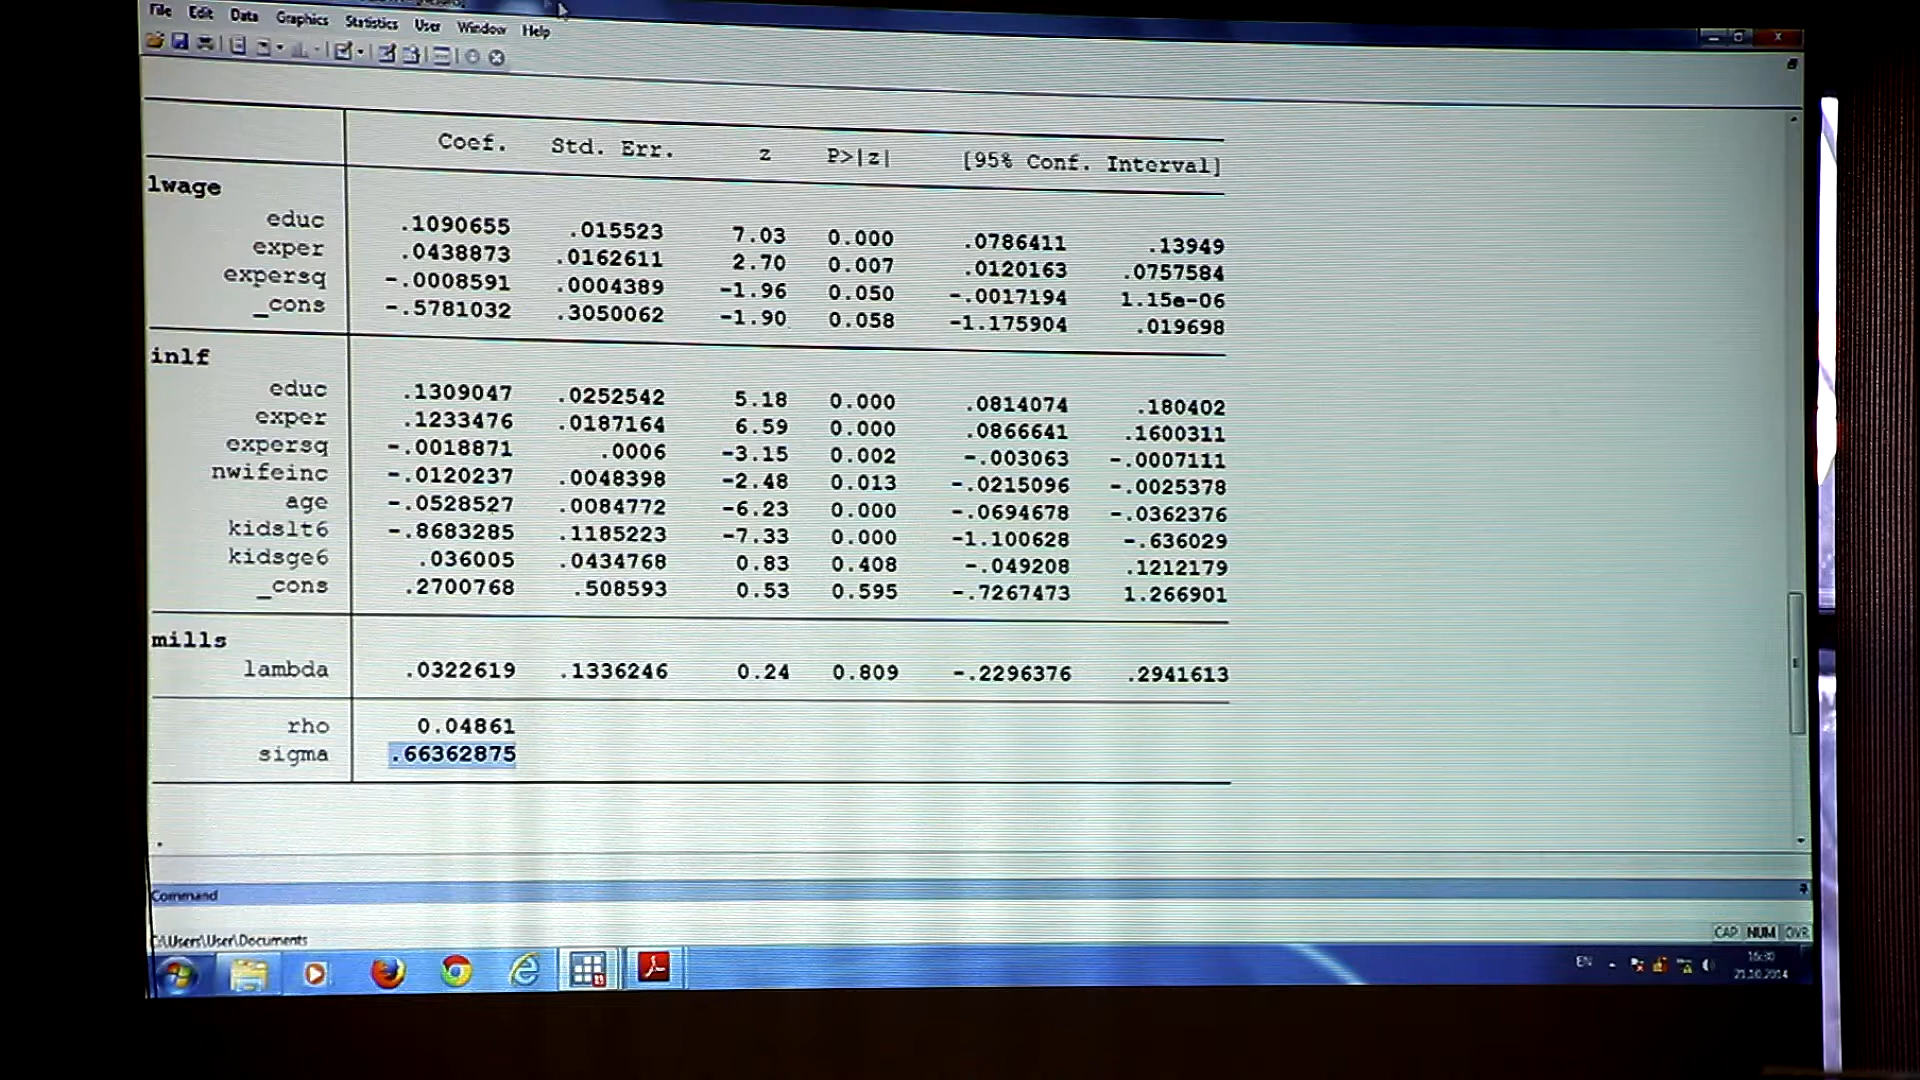 File Edit Data Graphics Statistics User Window Help
Coef. Std. Err. z P>|z| [95% Conf. Interval]
lwage
educ .1090655 .015523 7.03 0.000 .0786411 .13949
exper .0438873 .0162611 2.70 0.007 .0120163 .0757584
expersq -.0008591 .0004389 -1.96 0.050 -.0017194 1.15e-06
_cons -.5781032 .3050062 -1.90 0.058 -1.175904 .019698
inlf
educ .1309047 .0252542 5.18 0.000 .0814074 .180402
exper .1233476 .0187164 6.59 0.000 .0866641 .1600311
expersq -.0018871 .0006 -3.15 0.002 -.003063 -.0007111
nwifeinc -.0120237 .0048398 -2.48 0.013 -.0215096 -.0025378
age -.0528527 .0084772 -6.23 0.000 -.0694678 -.0362376
kidslt6 -.8683285 .1185223 -7.33 0.000 -1.100628 -.636029
kidsge6 .036005 .0434768 0.83 0.408 -.049208 .1212179
_cons .2700768 .508593 0.53 0.595 -.7267473 1.266901
mills
lambda .0322619 .1336246 0.24 0.809 -.2296376 .2941613
rho 0.04861
sigma .66362875
.
Command
C:\Users\User\Documents
CAP NUM OVR
EN
16:30
21.10.2014